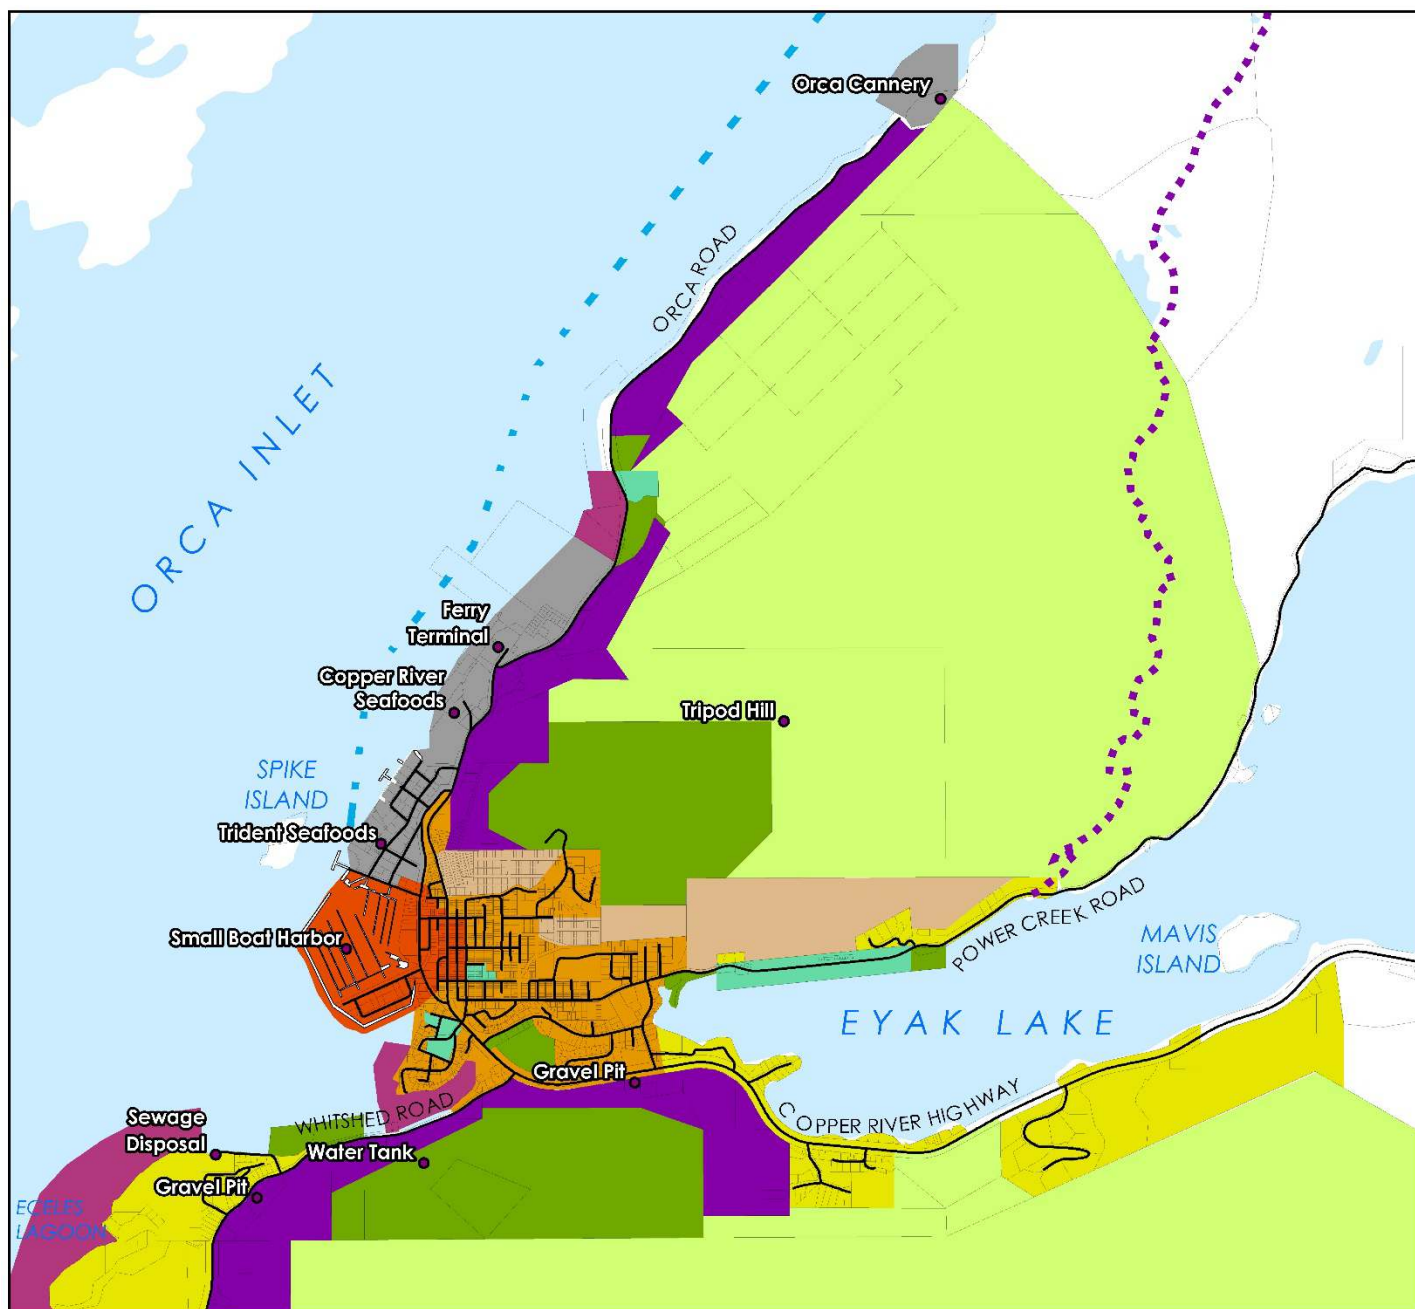 Orca Cannery
ORCA ROAD
ORCA INLET
Ferry
Terminal
Copper River
Seafoods
Tripod Hill
SPIKE
ISLAND
Trident Seafoods
Small Boat Harbor
POWER CREEK ROAD
MAVIS
ISLAND
EYAK LAKE
Gravel Pit
COPPER RIVER HIGHWAY
WHITSHED ROAD
Sewage
Disposal
Water Tank
Gravel Pit
ECCLES
LAGOON